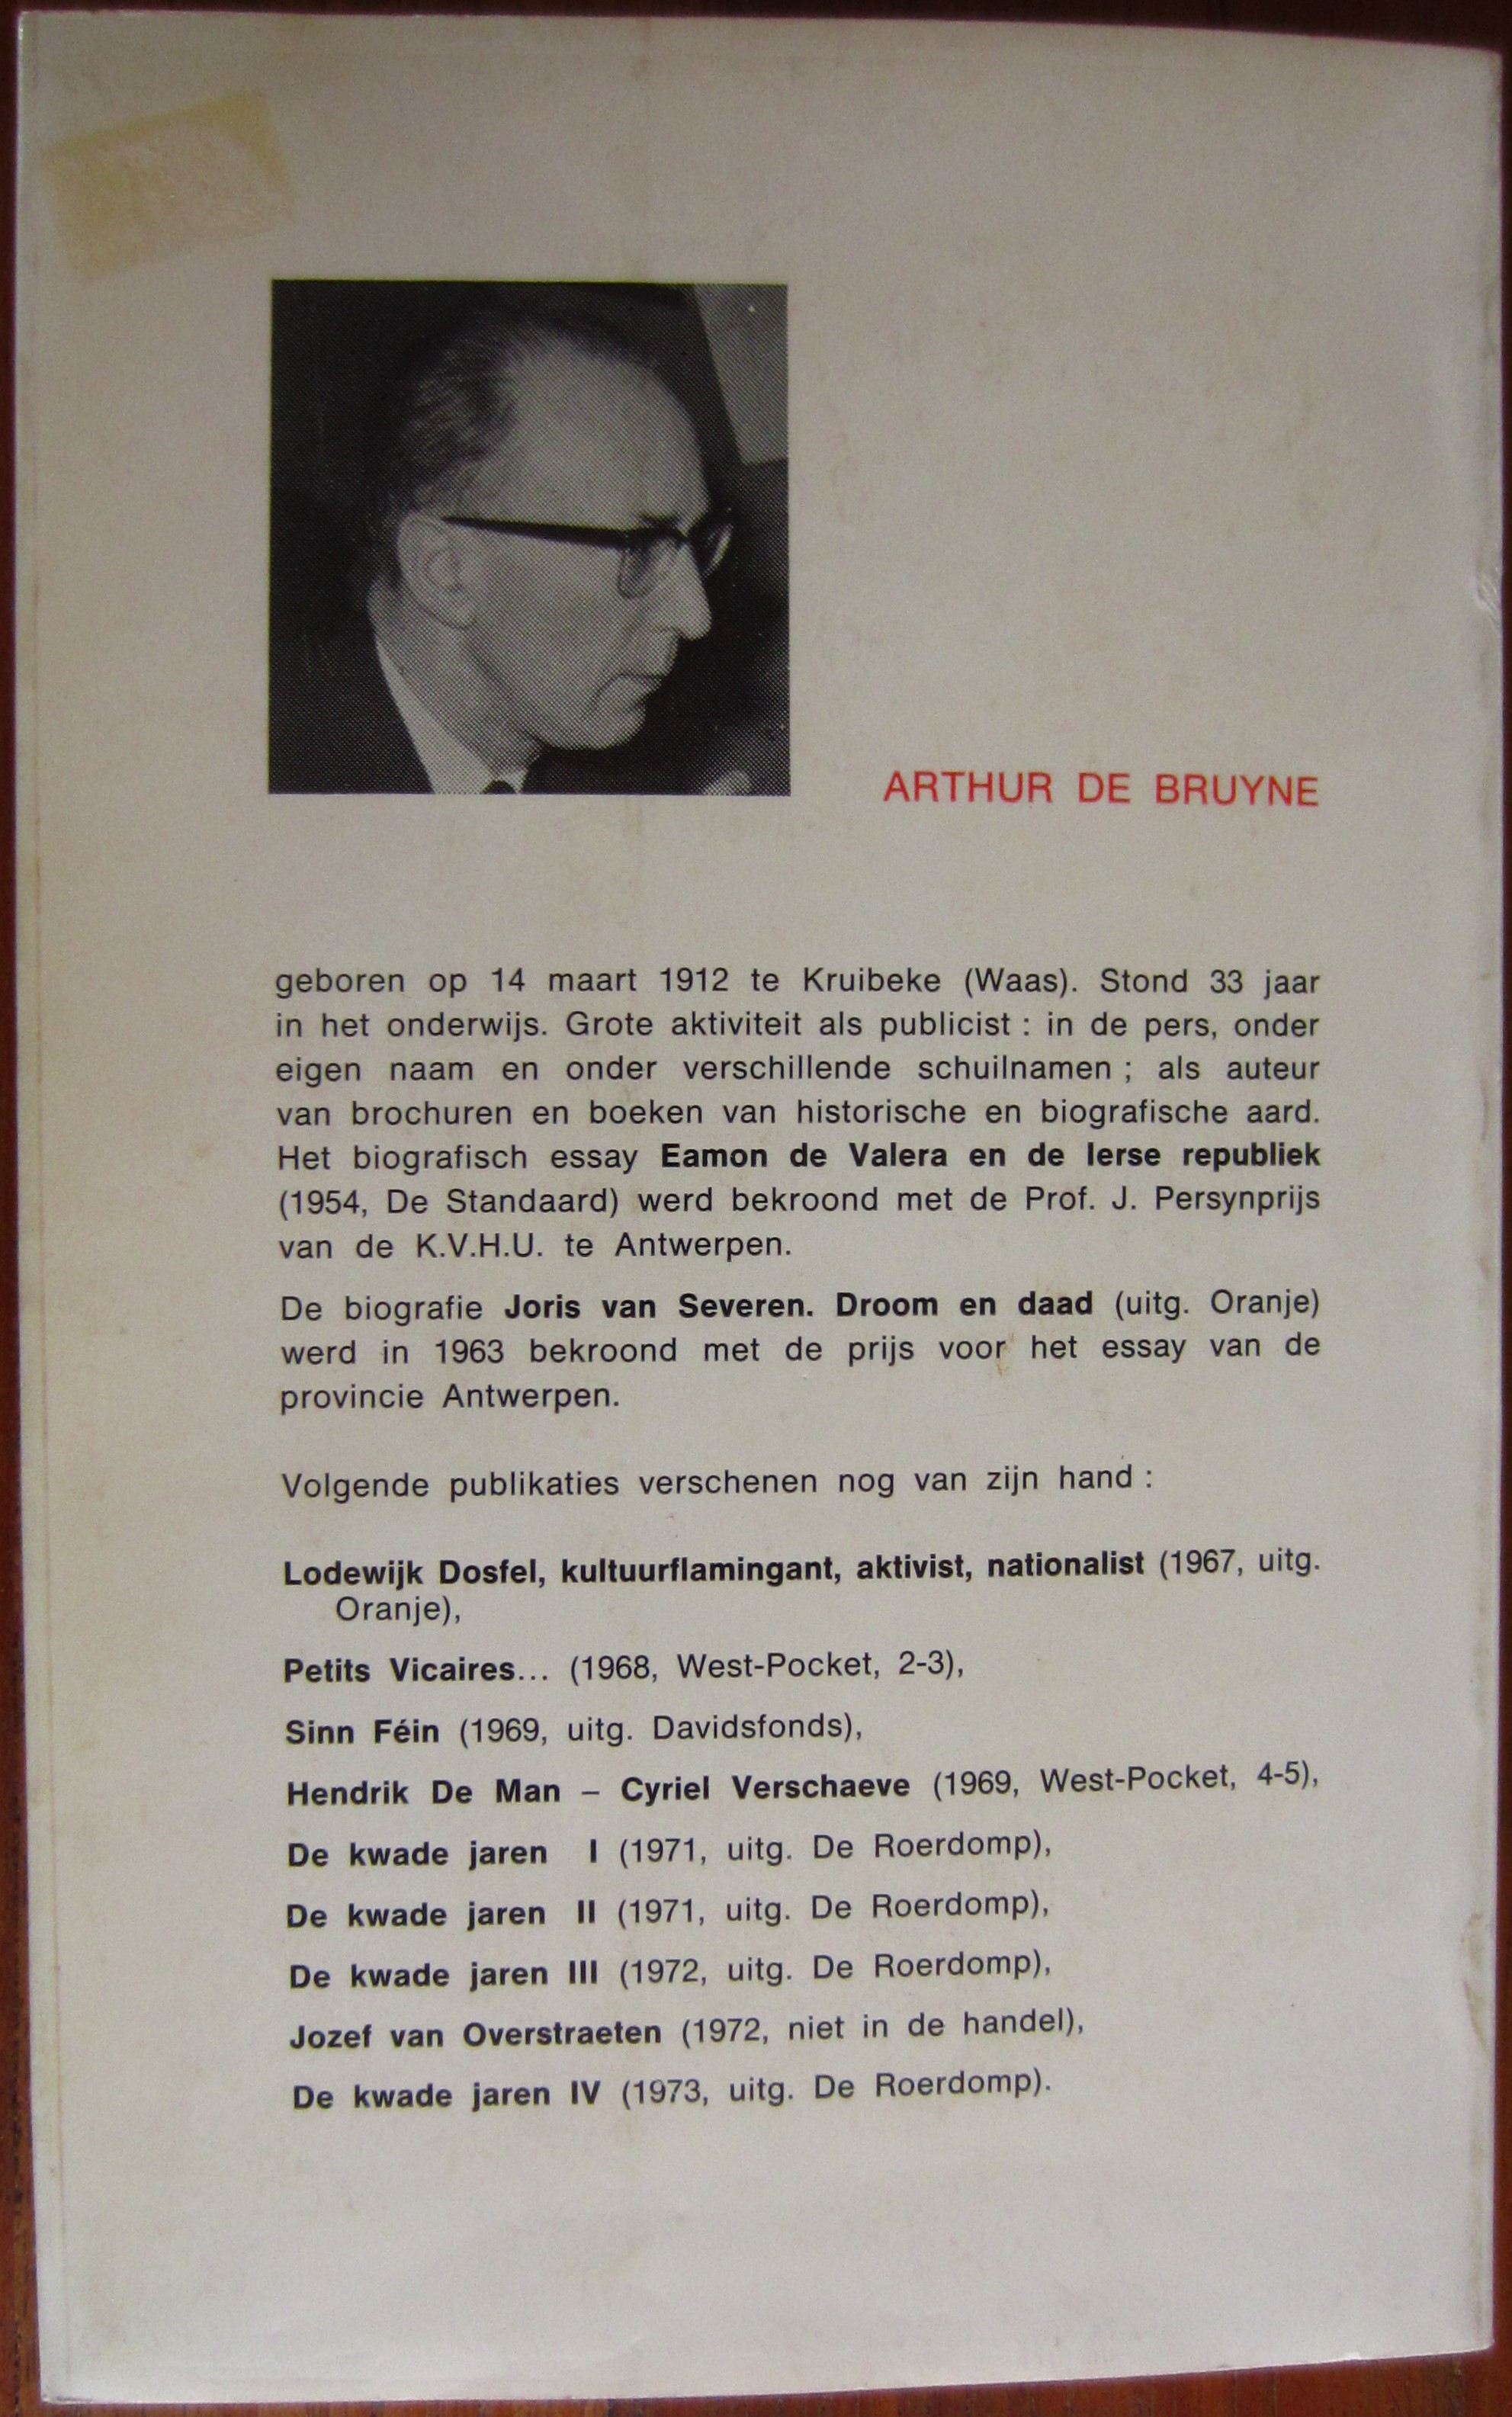 ARTHUR DE BRUYNE
geboren op 14 maart 1912 te Kruibeke (Waas). Stond 33 jaar
in het onderwijs. Grote aktiviteit als publicist : in de pers, onder
eigen naam en onder verschillende schuilnamen ; als auteur
van brochuren en boeken van historische en biografische aard.
Het biografisch essay Eamon de Valera en de Ierse republiek
(1954, De Standaard) werd bekroond met de Prof. J. Persynprijs
van de K.V.H.U. te Antwerpen.
De biografie Joris van Severen. Droom en daad (uitg. Oranje)
werd in 1963 bekroond met de prijs voor het essay van de
provincie Antwerpen.
Volgende publikaties verschenen nog van zijn hand :
Lodewijk Dosfel, kultuurflamingant, aktivist, nationalist (1967, uitg.
Oranje),
Petits Vicaires... (1968, West-Pocket, 2-3),
Sinn Féin (1969, uitg. Davidsfonds),
Hendrik De Man – Cyriel Verschaeve (1969, West-Pocket, 4-5),
De kwade jaren I (1971, uitg. De Roerdomp),
De kwade jaren II (1971, uitg. De Roerdomp),
De kwade jaren III (1972, uitg. De Roerdomp),
Jozef van Overstraeten (1972, niet in de handel),
De kwade jaren IV (1973, uitg. De Roerdomp).